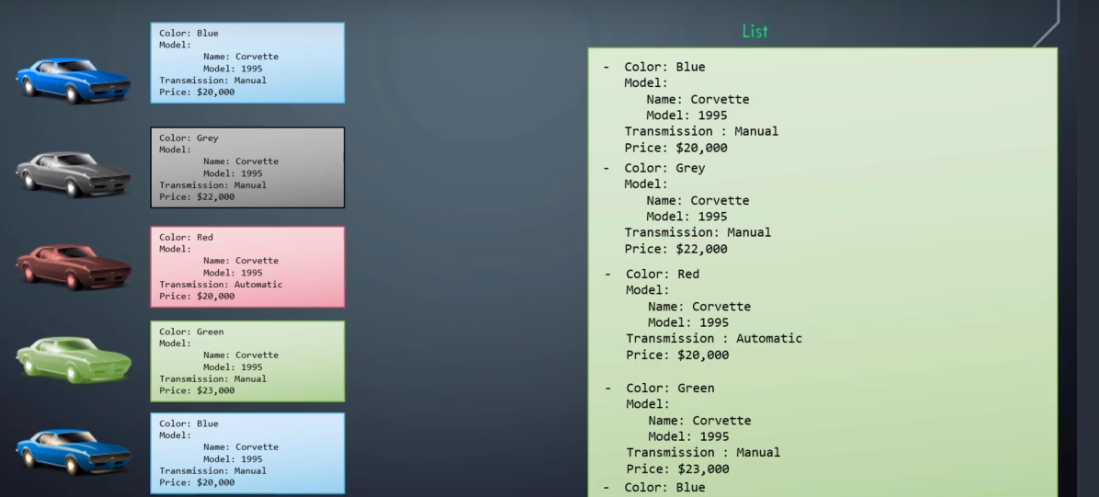 Color: Blue
Model:
Name: Corvette
Model: 1995
Transmission: Manual
Price: $20,000
Color: Grey
Model:
Name: Corvette
Model: 1995
Transmission: Manual
Price: $22,000
Color: Red
Model:
Name: Corvette
Model: 1995
Transmission: Automatic
Price: $20,000
Color: Green
Model:
Name: Corvette
Model: 1995
Transmission: Manual
Price: $23,000
Color: Blue
Model:
Name: Corvette
Model: 1995
Transmission: Manual
Price: $20,000
List
- Color: Blue
Model:
Name: Corvette
Model: 1995
Transmission : Manual
Price: $20,000
- Color: Grey
Model:
Name: Corvette
Model: 1995
Transmission: Manual
Price: $22,000
- Color: Red
Model:
Name: Corvette
Model: 1995
Transmission : Automatic
Price: $20,000
- Color: Green
Model:
Name: Corvette
Model: 1995
Transmission : Manual
Price: $23,000
- Color: Blue